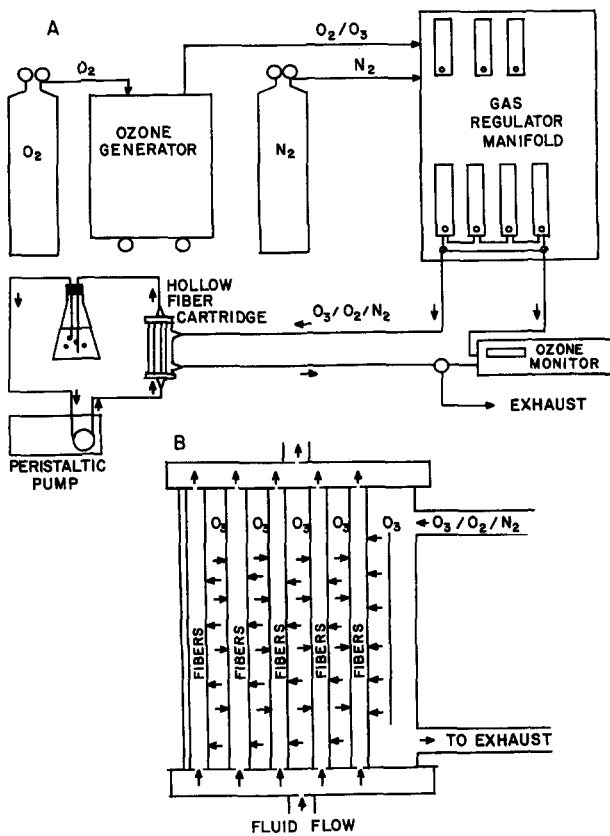 A
O2
O2
OZONE
GENERATOR
O2/O3
N2
N2
GAS
REGULATOR
MANIFOLD
HOLLOW
FIBER
CARTRIDGE
O3/O2/N2
OZONE
MONITOR
EXHAUST
PERISTALTIC
PUMP
B
O3 O3 O3 O3 O3
O3/O2/N2
FIBERS FIBERS FIBERS FIBERS FIBERS
TO EXHAUST
FLUID FLOW